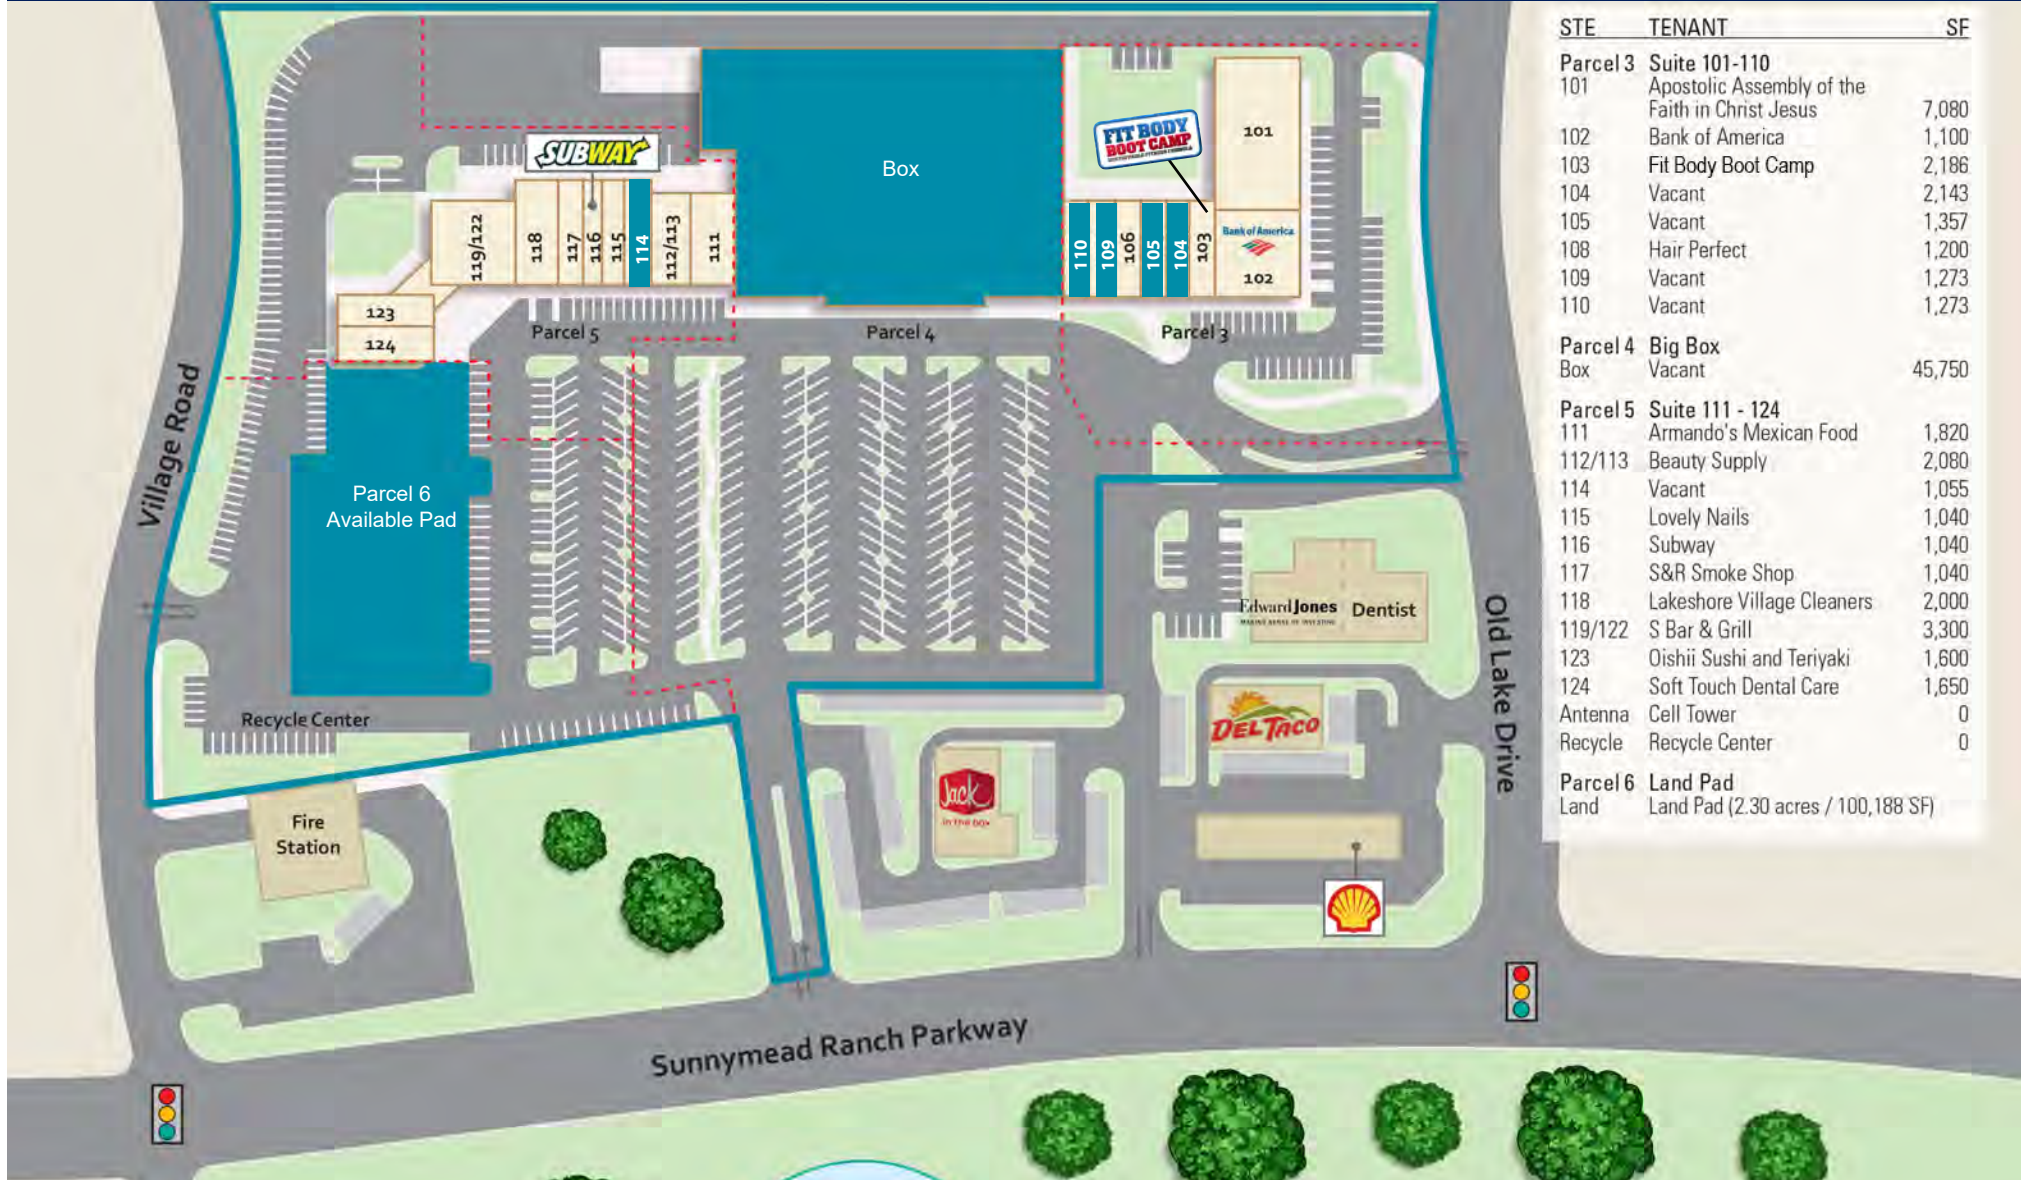 STE TENANT SF
Parcel 3 Suite 101-110
101 Apostolic Assembly of the
Faith in Christ Jesus 7,080
102 Bank of America 1,100
103 Fit Body Boot Camp 2,186
104 Vacant 2,143
105 Vacant 1,357
108 Hair Perfect 1,200
109 Vacant 1,273
110 Vacant 1,273
Parcel 4 Big Box
Box Vacant 45,750
Parcel 5 Suite 111 - 124
111 Armando's Mexican Food 1,820
112/113 Beauty Supply 2,080
114 Vacant 1,055
115 Lovely Nails 1,040
116 Subway 1,040
117 S&R Smoke Shop 1,040
118 Lakeshore Village Cleaners 2,000
119/122 S Bar & Grill 3,300
123 Oishii Sushi and Teriyaki 1,600
124 Soft Touch Dental Care 1,650
Antenna Cell Tower 0
Recycle Recycle Center 0
Parcel 6 Land Pad
Land Land Pad (2.30 acres / 100,188 SF)
SUBWAY
FIT BODY
BOOT CAMP
101
Box
119/122
118
117
116
115
114
112/113
111
110
109
106
105
104
103
Bank of America
102
123
124
Parcel 5
Parcel 4
Parcel 3
Village Road
Parcel 6
Available Pad
Edward Jones
MAKING SENSE OF INVESTING
Dentist
Old Lake Drive
Recycle Center
DEL TACO
Jack
in the box
Fire
Station
Sunnymead Ranch Parkway